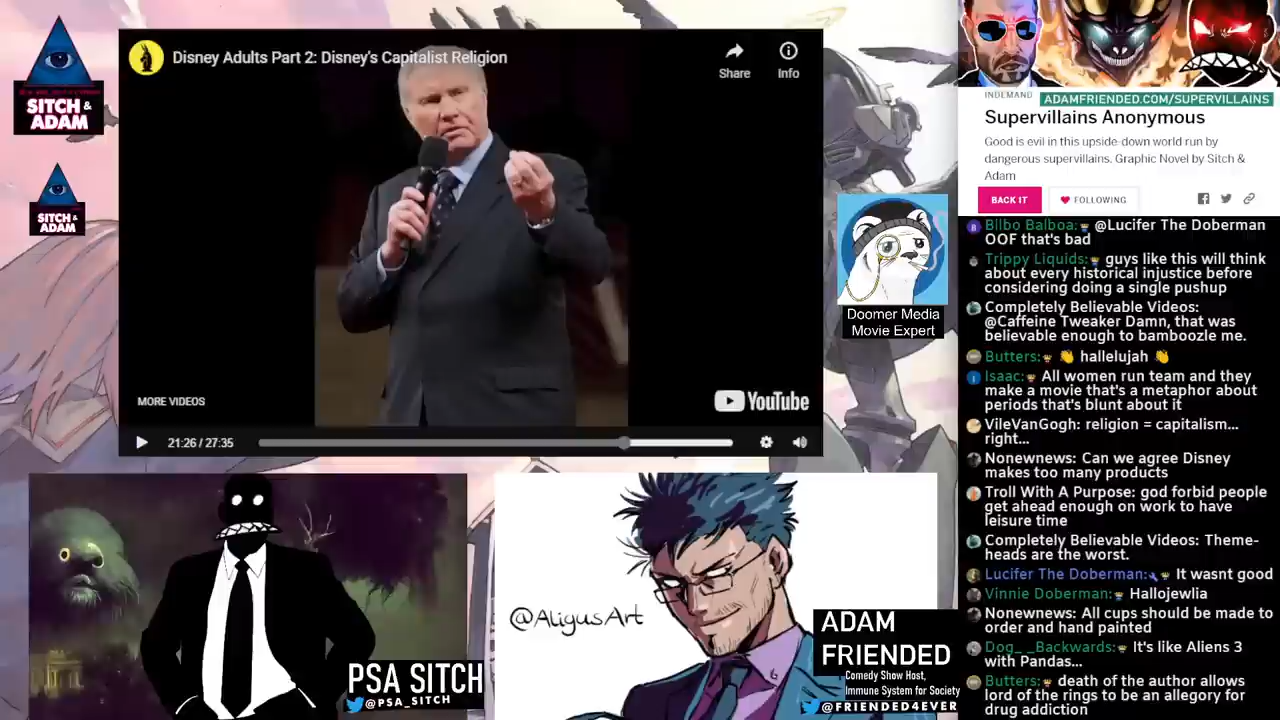 SITCH &
ADAM
SITCH &
ADAM
Disney Adults Part 2: Disney's Capitalist Religion
Share
Info
MORE VIDEOS
YouTube
21:26 / 27:35
Doomer Media
Movie Expert
@AligusArt
PSA SITCH
@PSA_SITCH
ADAM
FRIENDED
Comedy Show Host,
Immune System for Society
@FRIENDED4EVER
INDEMAND
ADAMFRIENDED.COM/SUPERVILLAINS
Supervillains Anonymous
Good is evil in this upside-down world run by
dangerous supervillains. Graphic Novel by Sitch &
Adam
BACK IT
FOLLOWING
Bilbo Balboa: @Lucifer The Doberman
OOF that's bad
Trippy Liquids: guys like this will think
about every historical injustice before
considering doing a single pushup
Completely Believable Videos:
@Caffeine Tweaker Damn, that was
believable enough to bamboozle me.
Butters: 👏 hallelujah 👏
Isaac: All women run team and they
make a movie that's a metaphor about
periods that's blunt about it
VileVanGogh: religion = capitalism...
right...
Nonewnews: Can we agree Disney
makes too many products
Troll With A Purpose: god forbid people
get ahead enough on work to have
leisure time
Completely Believable Videos: Theme-
heads are the worst.
Lucifer The Doberman: It wasnt good
Vinnie Doberman: Hallojewlia
Nonewnews: All cups should be made to
order and hand painted
Dog_ _Backwards: It's like Aliens 3
with Pandas...
Butters: death of the author allows
lord of the rings to be an allegory for
drug addiction